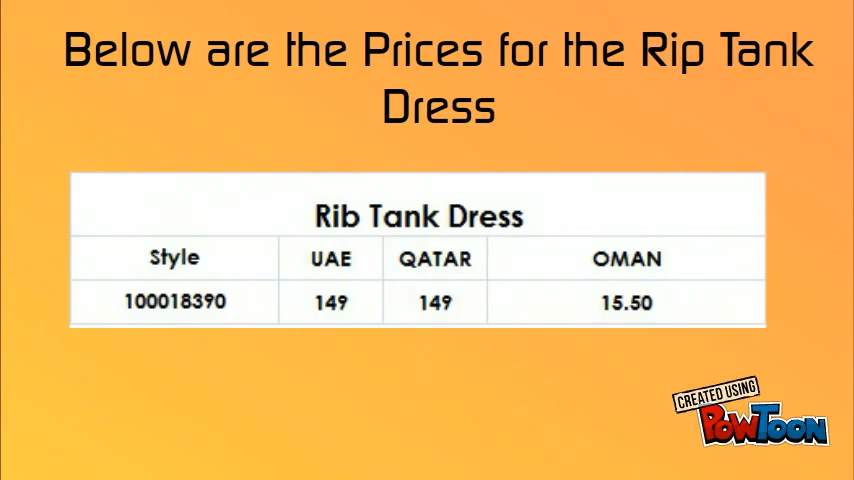 Below are the Prices for the Rip Tank
Dress
Rib Tank Dress
Style UAE QATAR OMAN
100018390 149 149 15.50
CREATED USING
POWTOON